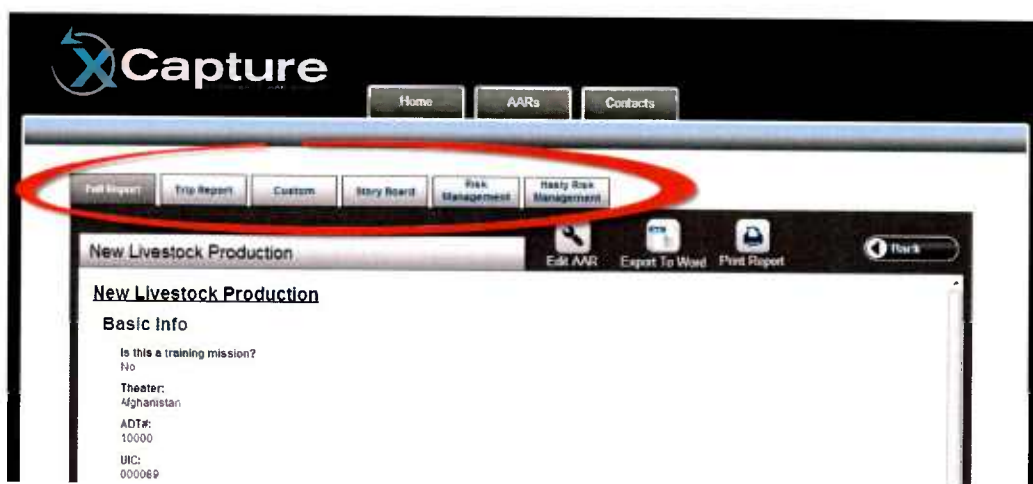 XCapture
Home AARs Contacts
Full Report Trip Report Custom Story Board Risk Management Hasty Risk Management
New Livestock Production
Edit AAR Export To Word Print Report Back
New Livestock Production
Basic Info
Is this a training mission?
No
Theater:
Afghanistan
ADT#:
10000
UIC:
000069